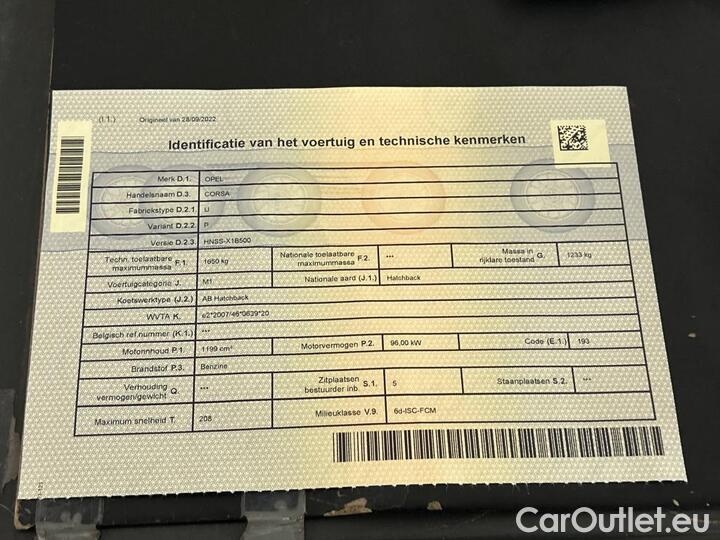 (I.1.) Origineel van 28/09/2022
Identificatie van het voertuig en technische kenmerken
Merk D.1. OPEL
Handelsnaam D.3. CORSA
Fabriekstype D.2.1 U
Variant D.2.2 P
Versie D.2.3. HNSS-X1B500
Techn. toelaatbare maximummassa F.1. 1650 kg Nationale toelaatbare maximummassa F.2. *** Massa in rijklare toestand G. 1233 kg
Voertuigcategorie J. M1 Nationale aard (J.1.) Hatchback
Koetswerktype (J.2.) AB Hatchback
WVTA K. e2*2007/46*0639*20
Belgisch ref.nummer (K.1.) ***
Motorinhoud P.1. 1199 cm³ Motorvermogen P.2. 96,00 kW Code (E.1.) 193
Brandstof P.3. Benzine
Verhouding vermogen/gewicht Q. *** Zitplaatsen bestuurder inb. S.1. 5 Staanplaatsen S.2. ***
Maximum snelheid T. 208 Milieuklasse V.9. 6d-ISC-FCM
CarOutlet.eu